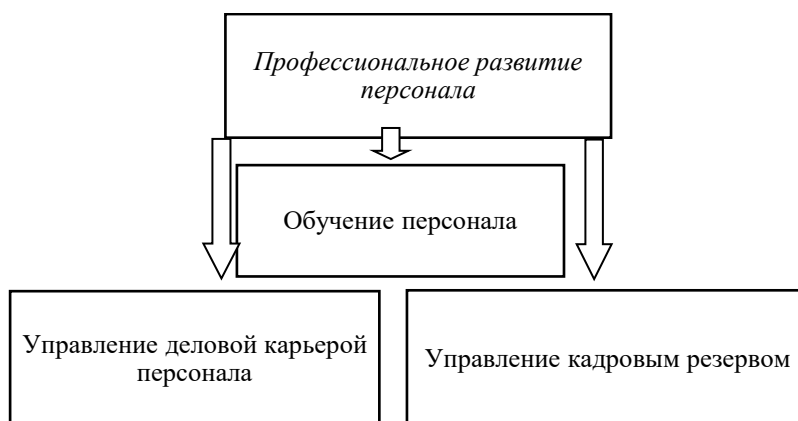 Профессиональное развитие
персонала
Обучение персонала
Управление деловой карьерой
персонала
Управление кадровым резервом